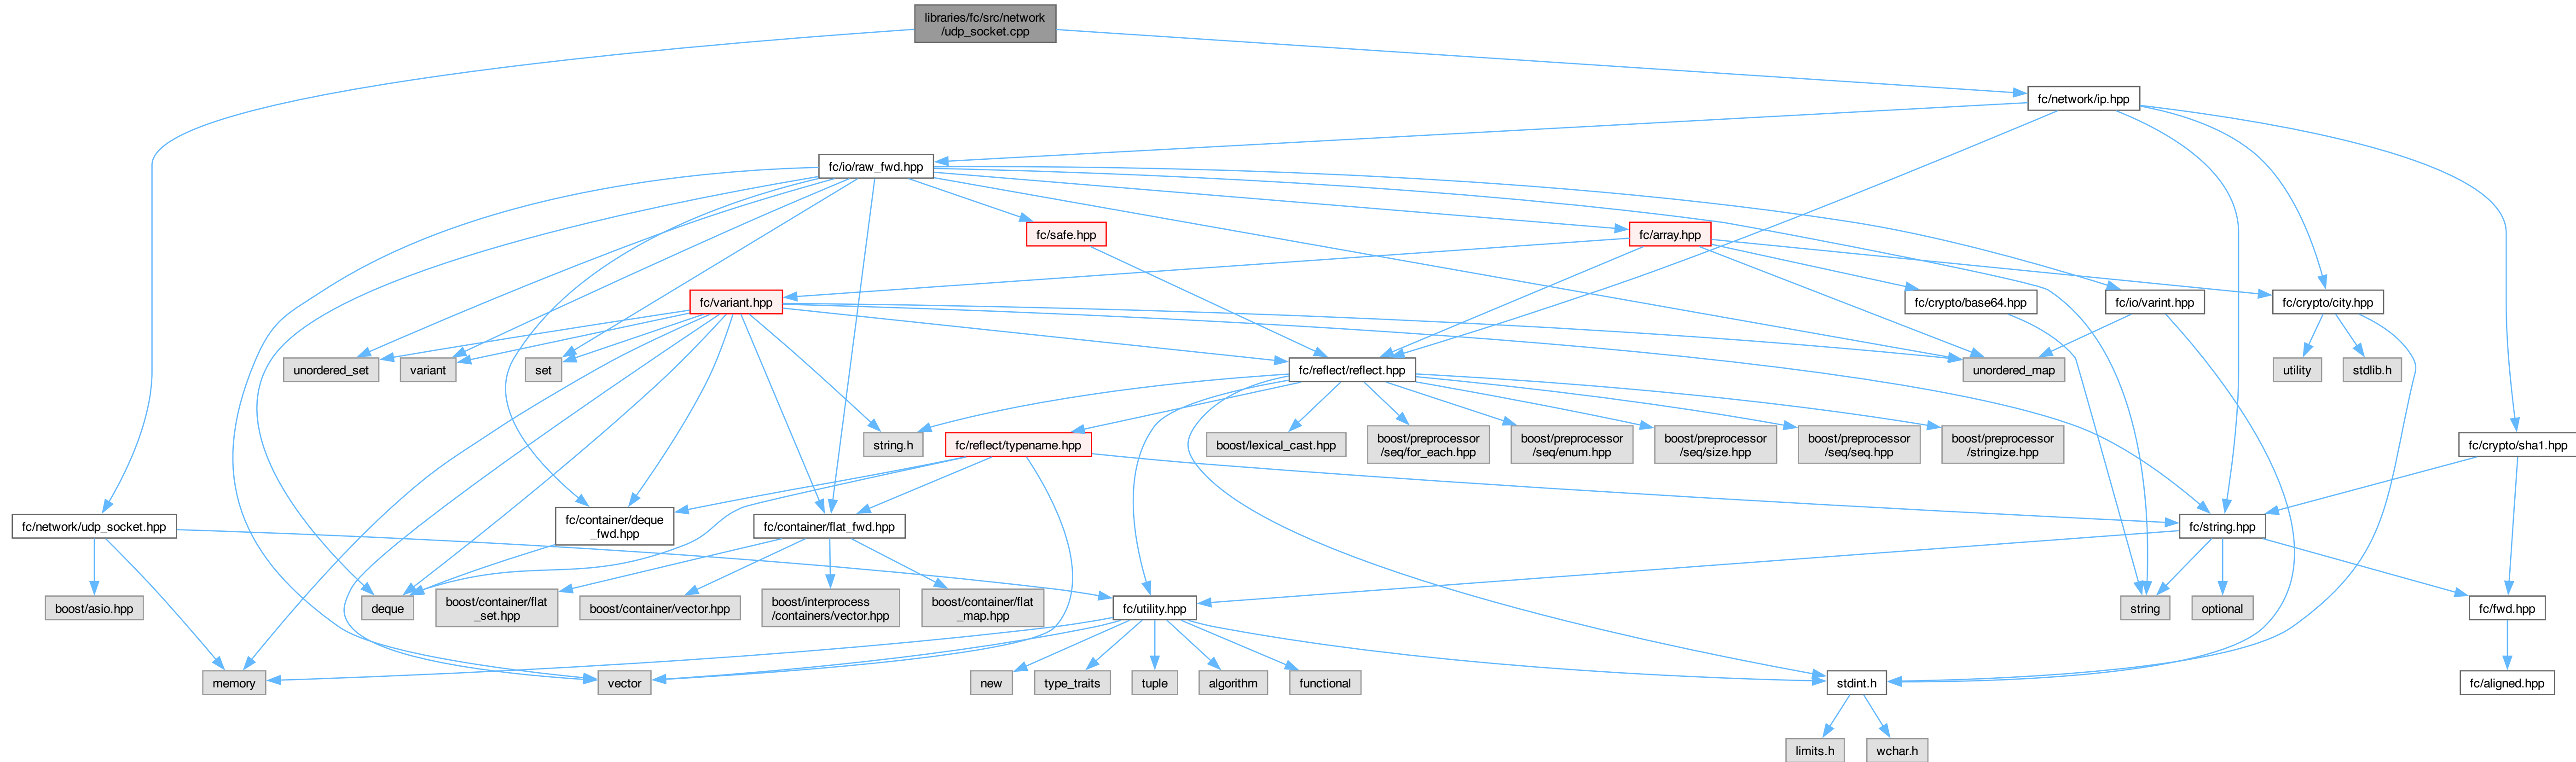 libraries/fc/src/network
/udp_socket.cpp
fc/network/ip.hpp
fc/io/raw_fwd.hpp
fc/safe.hpp
fc/array.hpp
fc/variant.hpp
fc/crypto/base64.hpp
fc/io/varint.hpp
fc/crypto/city.hpp
unordered_set
variant
set
fc/reflect/reflect.hpp
unordered_map
utility
stdlib.h
string.h
fc/reflect/typename.hpp
boost/lexical_cast.hpp
boost/preprocessor
/seq/for_each.hpp
boost/preprocessor
/seq/enum.hpp
boost/preprocessor
/seq/size.hpp
boost/preprocessor
/seq/seq.hpp
boost/preprocessor
/stringize.hpp
fc/crypto/sha1.hpp
fc/network/udp_socket.hpp
fc/container/deque
_fwd.hpp
fc/container/flat_fwd.hpp
fc/string.hpp
boost/asio.hpp
deque
boost/container/flat
_set.hpp
boost/container/vector.hpp
boost/interprocess
/containers/vector.hpp
boost/container/flat
_map.hpp
fc/utility.hpp
string
optional
fc/fwd.hpp
memory
vector
new
type_traits
tuple
algorithm
functional
stdint.h
fc/aligned.hpp
limits.h
wchar.h